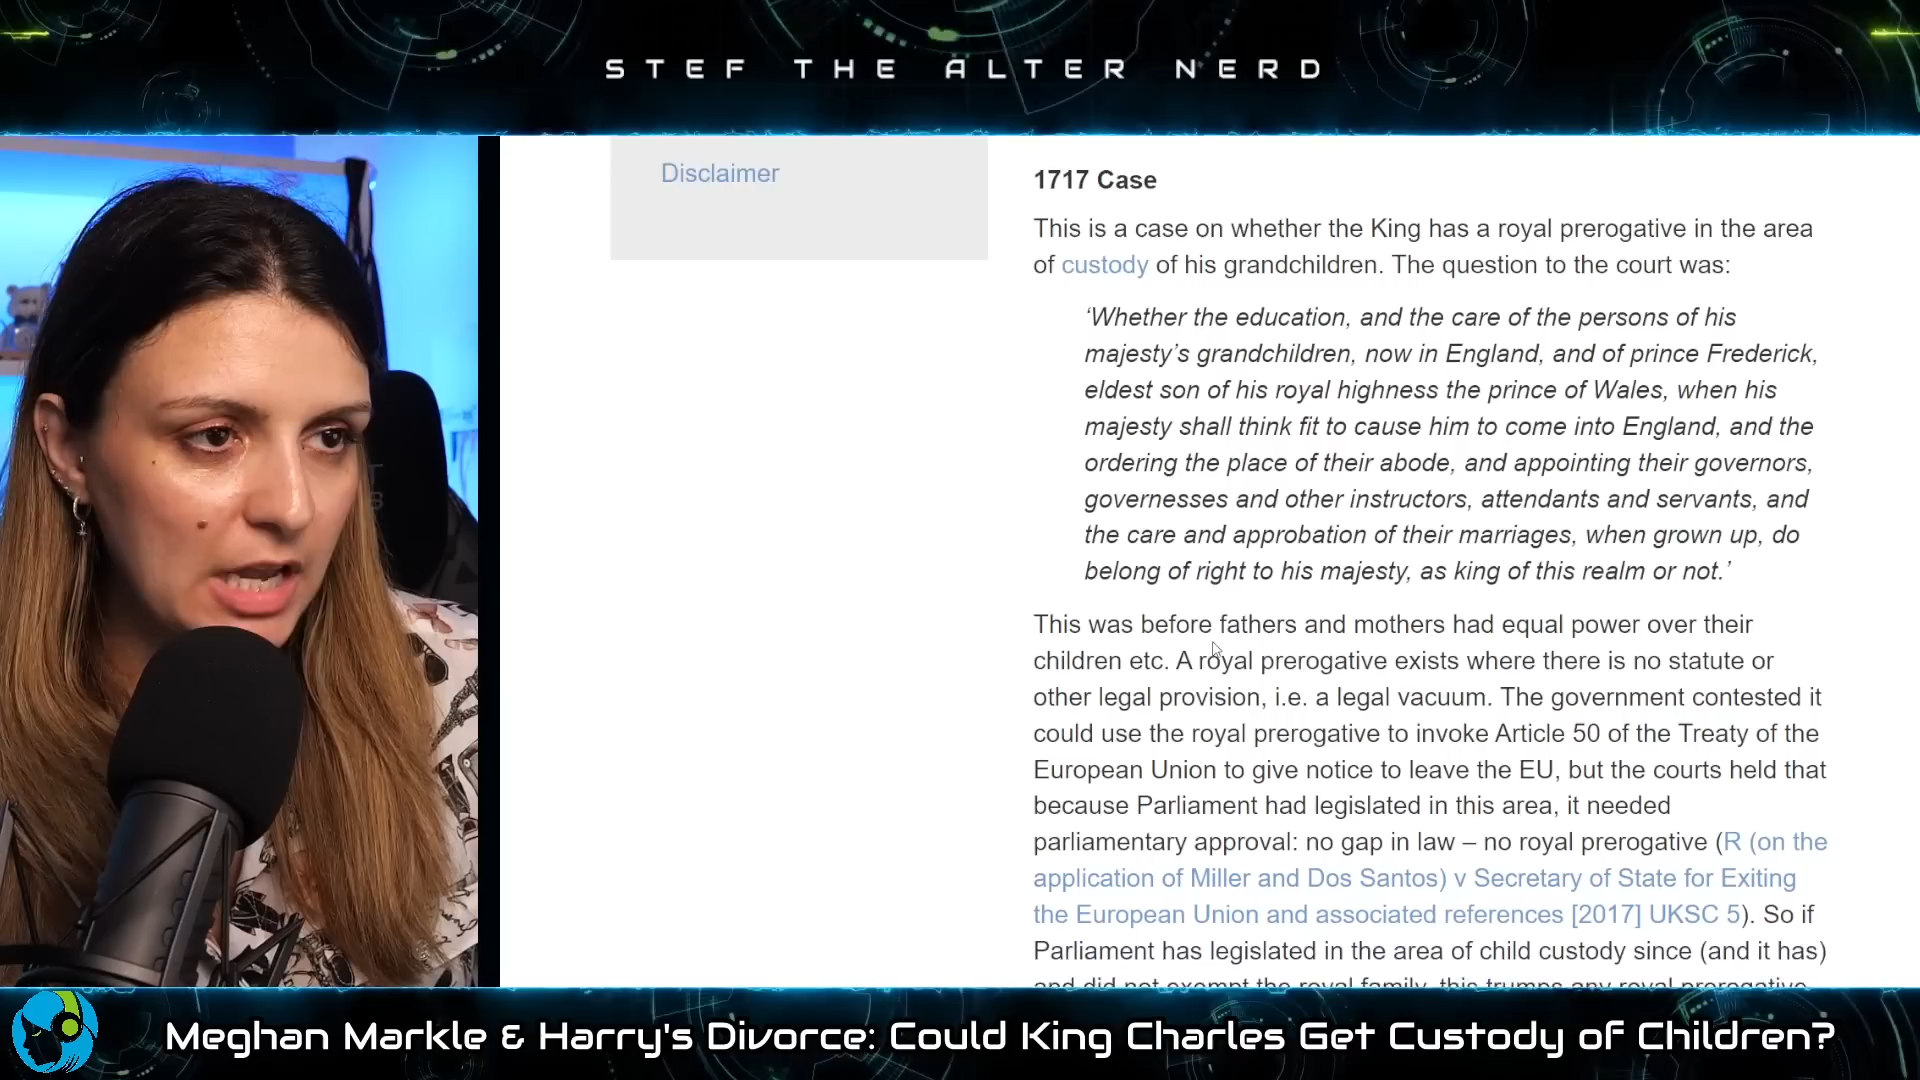 STEF THE ALTER NERD
Disclaimer
1717 Case
This is a case on whether the King has a royal prerogative in the area
of custody of his grandchildren. The question to the court was:
‘Whether the education, and the care of the persons of his
majesty’s grandchildren, now in England, and of prince Frederick,
eldest son of his royal highness the prince of Wales, when his
majesty shall think fit to cause him to come into England, and the
ordering the place of their abode, and appointing their governors,
governesses and other instructors, attendants and servants, and
the care and approbation of their marriages, when grown up, do
belong of right to his majesty, as king of this realm or not.’
This was before fathers and mothers had equal power over their
children etc. A royal prerogative exists where there is no statute or
other legal provision, i.e. a legal vacuum. The government contested it
could use the royal prerogative to invoke Article 50 of the Treaty of the
European Union to give notice to leave the EU, but the courts held that
because Parliament had legislated in this area, it needed
parliamentary approval: no gap in law – no royal prerogative (R (on the
application of Miller and Dos Santos) v Secretary of State for Exiting
the European Union and associated references [2017] UKSC 5). So if
Parliament has legislated in the area of child custody since (and it has)
and did not exempt the royal family, this trumps any royal prerogative
Meghan Markle & Harry's Divorce: Could King Charles Get Custody of Children?